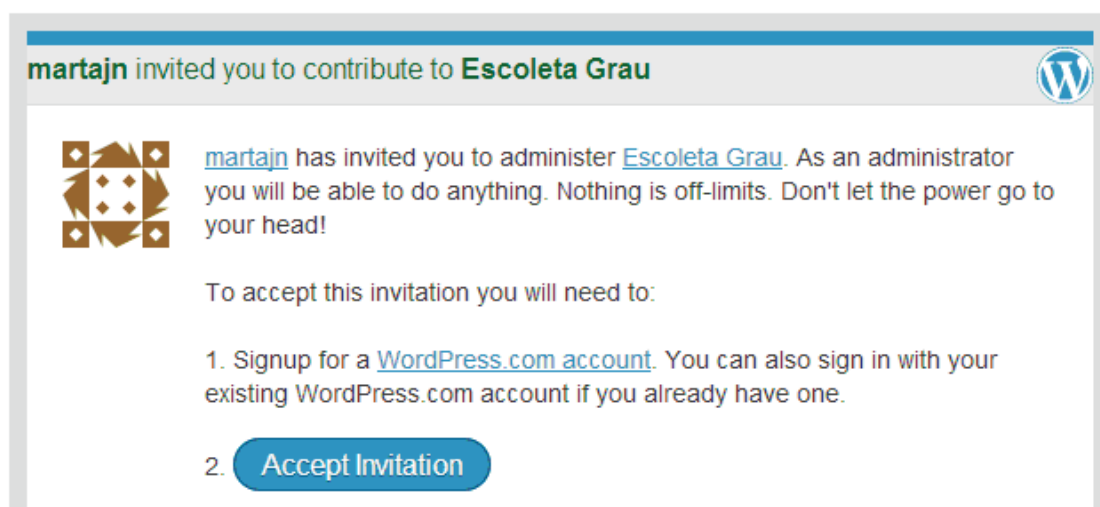 martajn invited you to contribute to Escoleta Grau
martajn has invited you to administer Escoleta Grau. As an administrator
you will be able to do anything. Nothing is off-limits. Don't let the power go to
your head!
To accept this invitation you will need to:
1. Signup for a WordPress.com account. You can also sign in with your
existing WordPress.com account if you already have one.
2. Accept Invitation